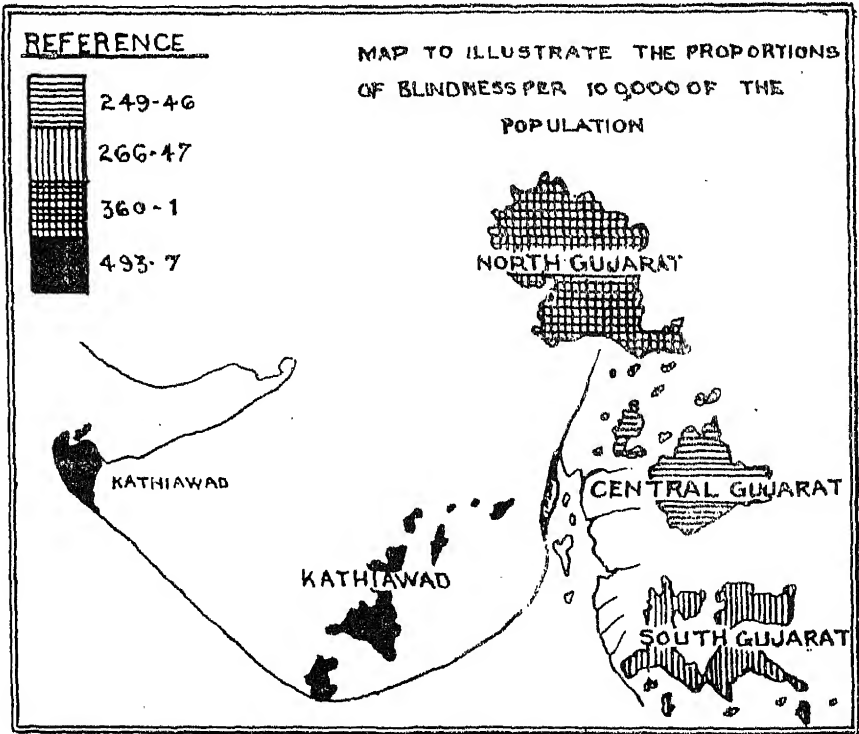 REFERENCE
249-46
266-47
360-1
493-7
MAP TO ILLUSTRATE THE PROPORTIONS
OF BLINDNESS PER 100,000 OF THE
POPULATION
NORTH GUJARAT
KATHIAWAD
CENTRAL GUJARAT
KATHIAWAD
SOUTH GUJARAT